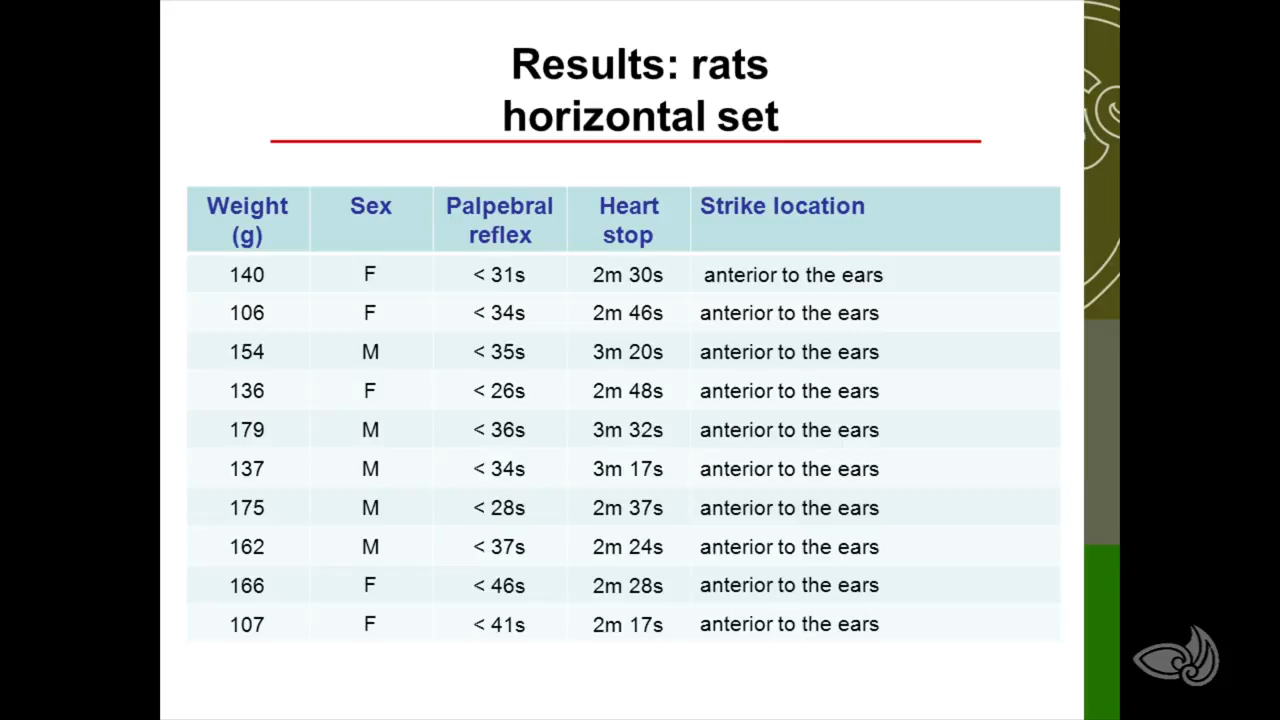 Results: rats
horizontal set
Weight (g) Sex Palpebral reflex Heart stop Strike location
140 F < 31s 2m 30s anterior to the ears
106 F < 34s 2m 46s anterior to the ears
154 M < 35s 3m 20s anterior to the ears
136 F < 26s 2m 48s anterior to the ears
179 M < 36s 3m 32s anterior to the ears
137 M < 34s 3m 17s anterior to the ears
175 M < 28s 2m 37s anterior to the ears
162 M < 37s 2m 24s anterior to the ears
166 F < 46s 2m 28s anterior to the ears
107 F < 41s 2m 17s anterior to the ears